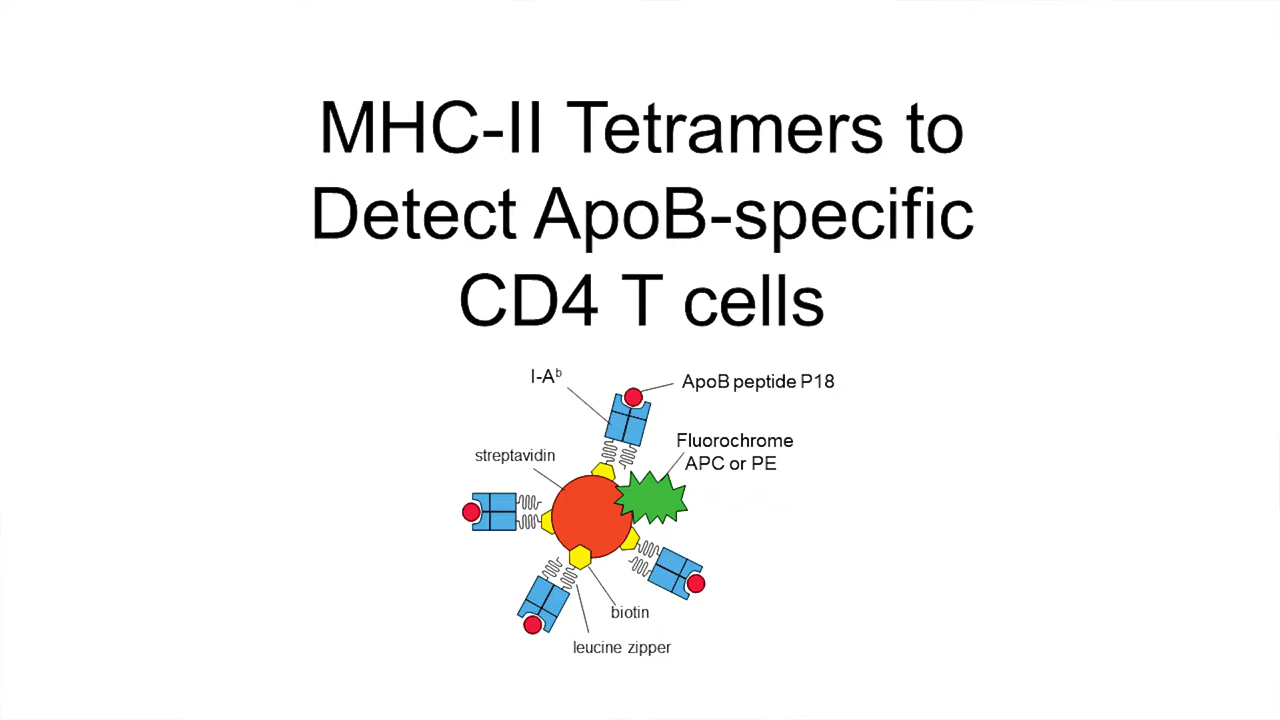 MHC-II Tetramers to
Detect ApoB-specific
CD4 T cells
I-Aᵇ
ApoB peptide P18
Fluorochrome
APC or PE
streptavidin
biotin
leucine zipper